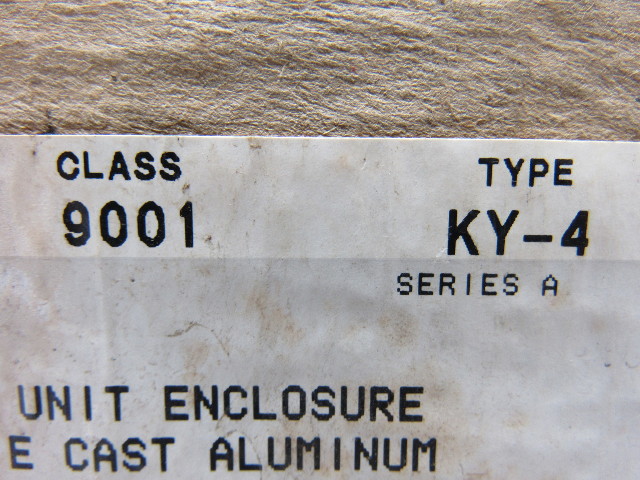 CLASS TYPE
9001 KY-4
SERIES A
UNIT ENCLOSURE
E CAST ALUMINUM